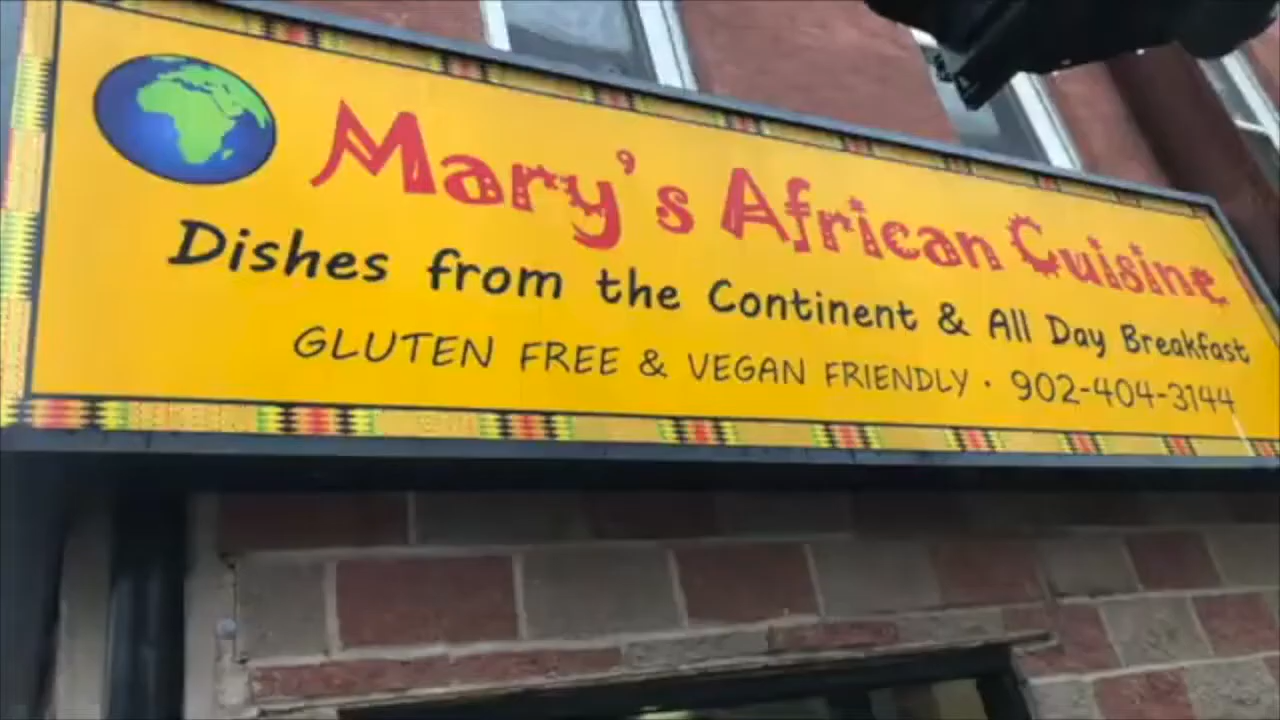 Mary's African Cuisine
Dishes from the Continent & All Day Breakfast
GLUTEN FREE & VEGAN FRIENDLY · 902-404-3144